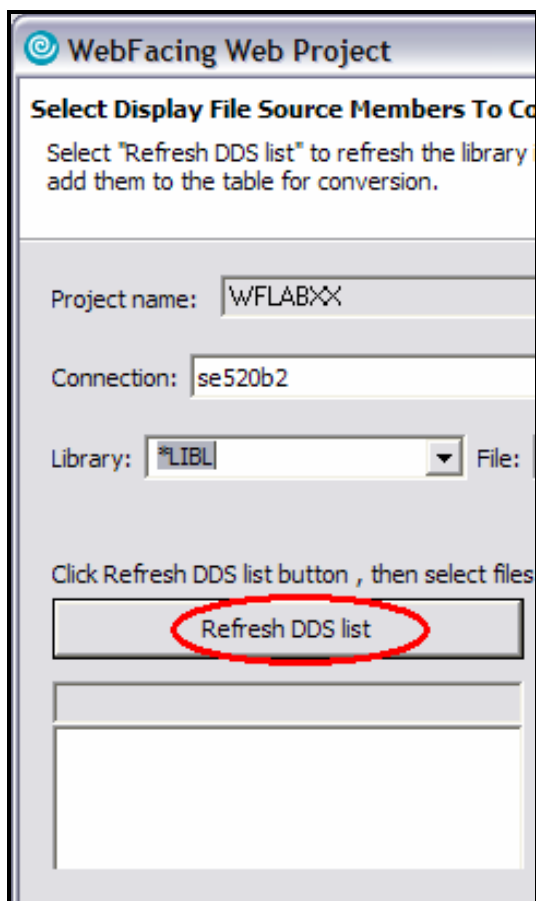 WebFacing Web Project
Select Display File Source Members To Co
Select "Refresh DDS list" to refresh the library
add them to the table for conversion.
Project name: WFLABXX
Connection: se520b2
Library: *LIBL File:
Click Refresh DDS list button , then select files
Refresh DDS list